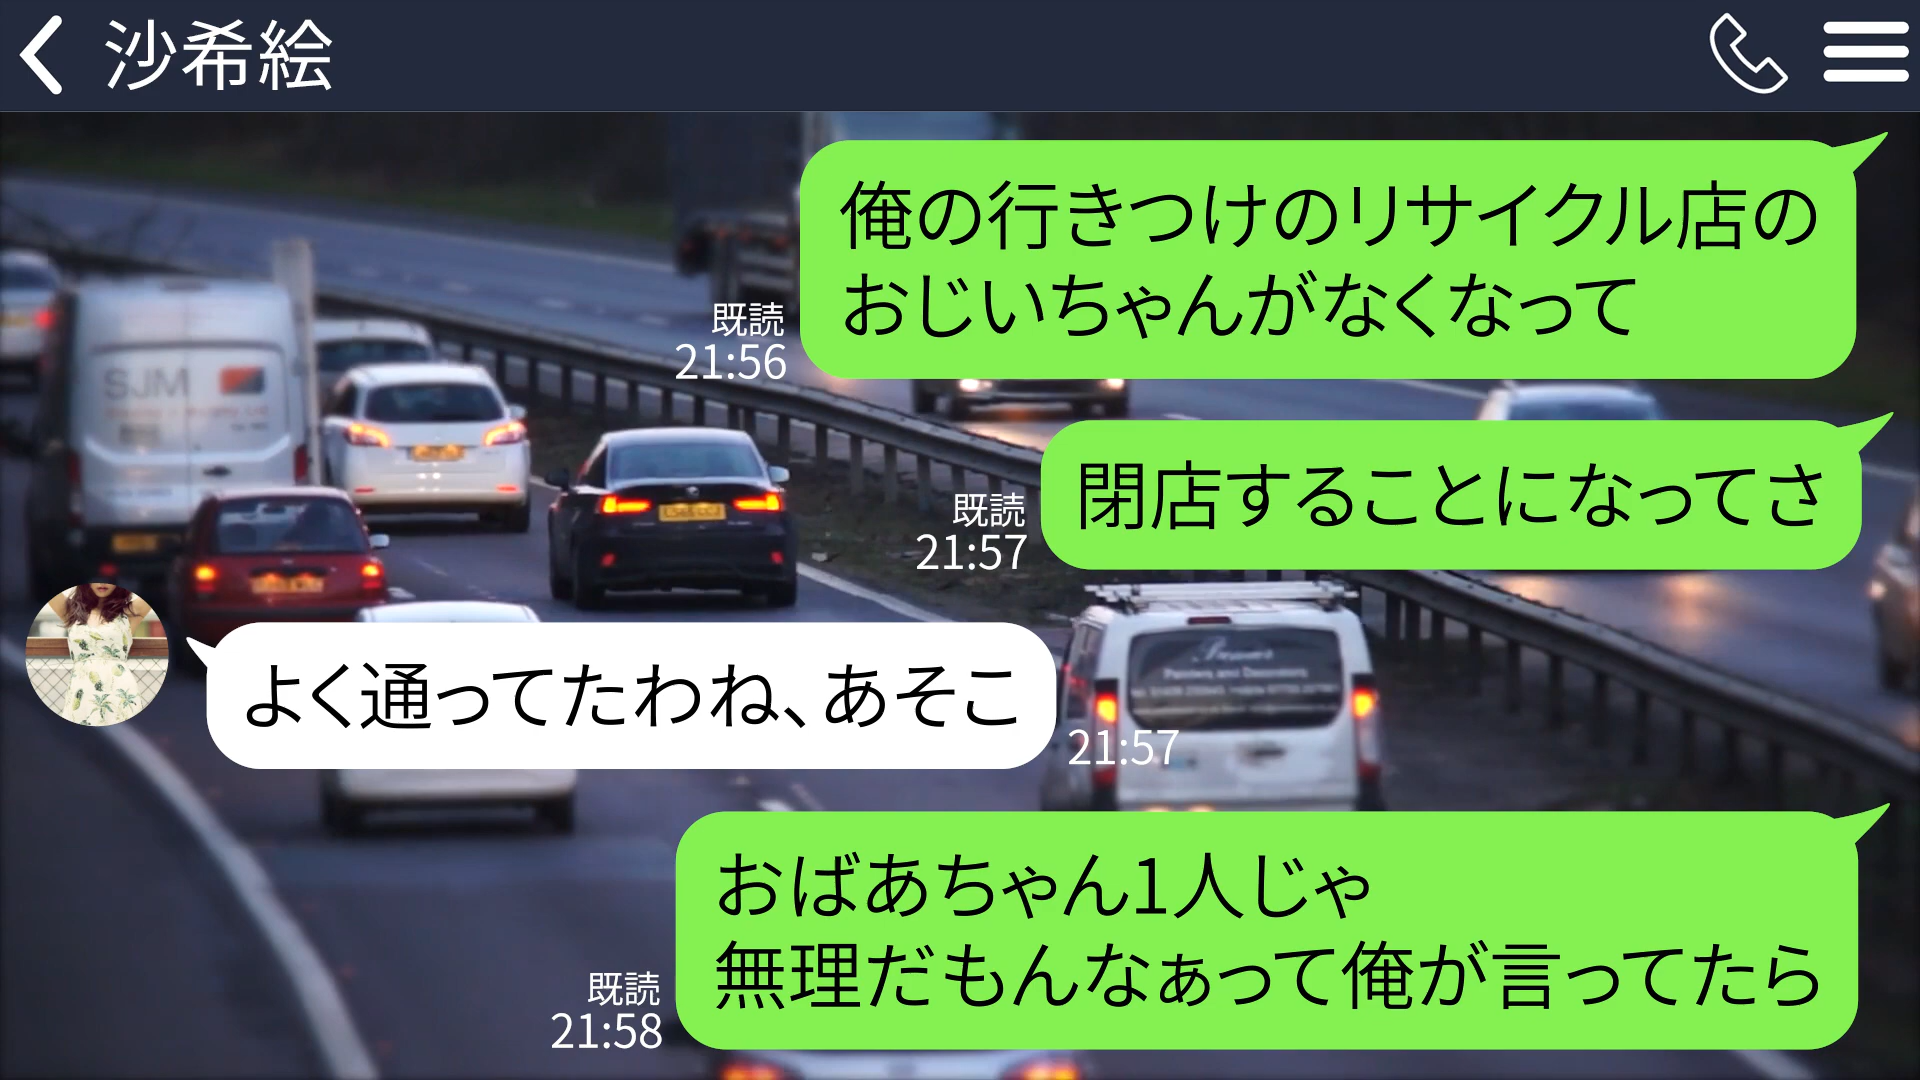 沙希絵
俺の行きつけのリサイクル店の
おじいちゃんがなくなって
既読
21:56
閉店することになってさ
既読
21:57
よく通ってたわね、あそこ
21:57
おばあちゃん1人じゃ
無理だもんなぁって俺が言ってたら
既読
21:58
SJM